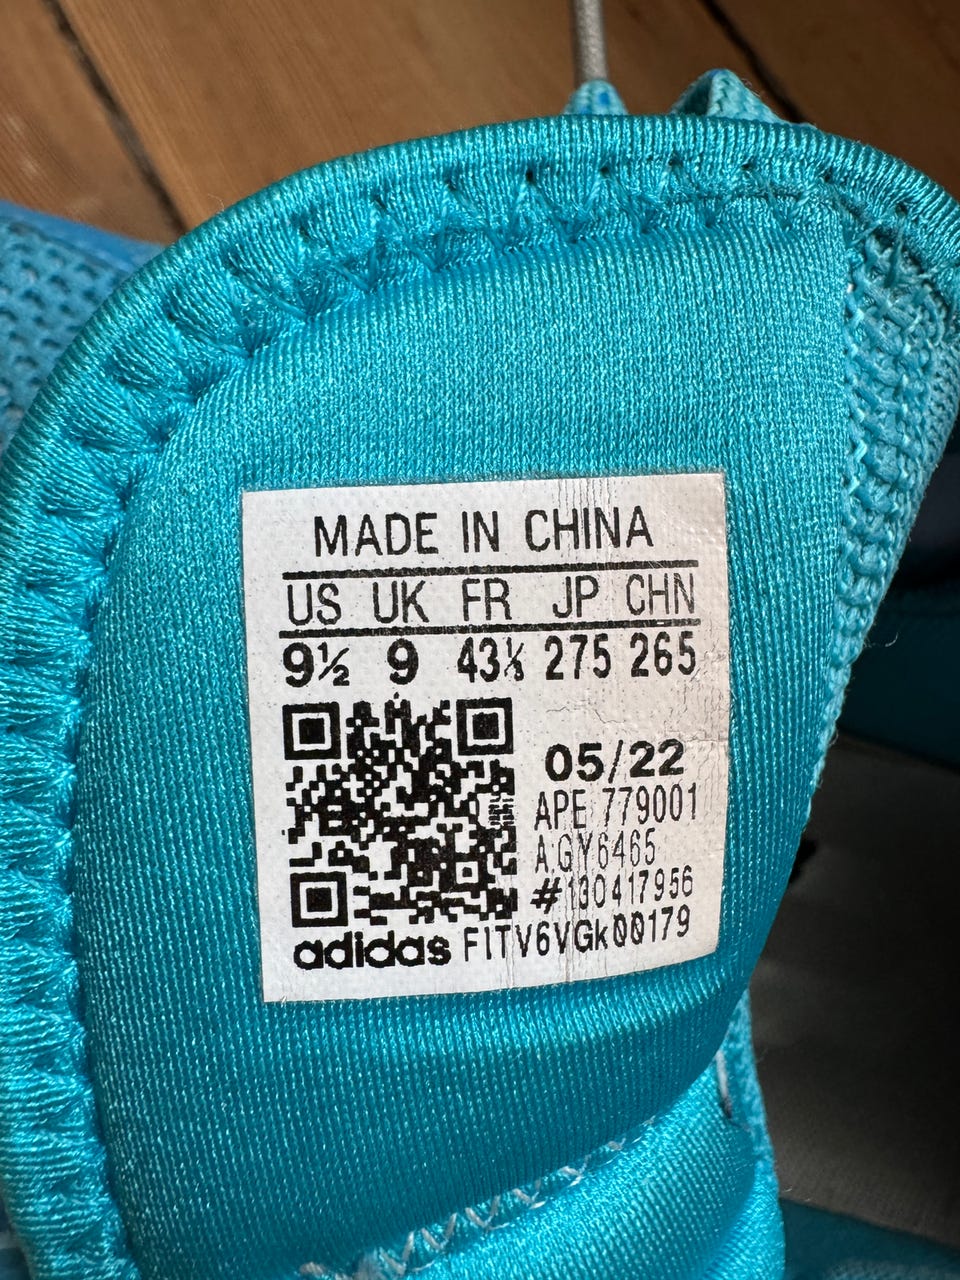 MADE IN CHINA
US UK FR JP CHN
9½ 9 43⅓ 275 265
05/22
APE 779001
A.GY6465
#130417956
adidas FITV6VGk00179